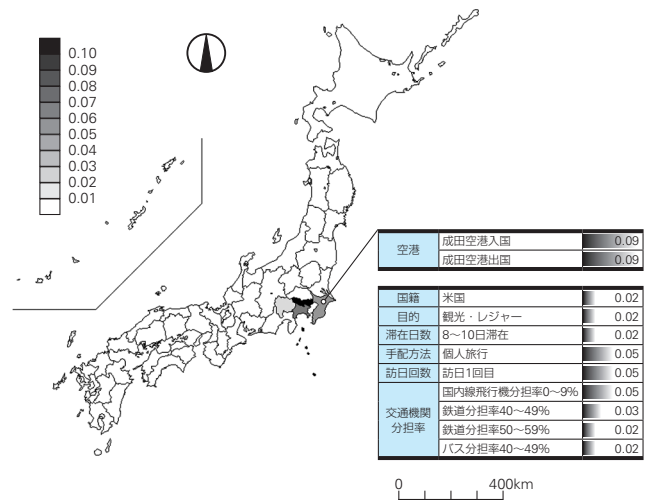 0.10
0.09
0.08
0.07
0.06
0.05
0.04
0.03
0.02
0.01
空港
成田空港入国 0.09
成田空港出国 0.09
国籍 米国 0.02
目的 観光・レジャー 0.02
滞在日数 8〜10日滞在 0.02
手配方法 個人旅行 0.05
訪日回数 訪日1回目 0.05
交通機関
分担率
国内線飛行機分担率0〜9% 0.05
鉄道分担率40〜49% 0.03
鉄道分担率50〜59% 0.02
バス分担率40〜49% 0.02
0 400km